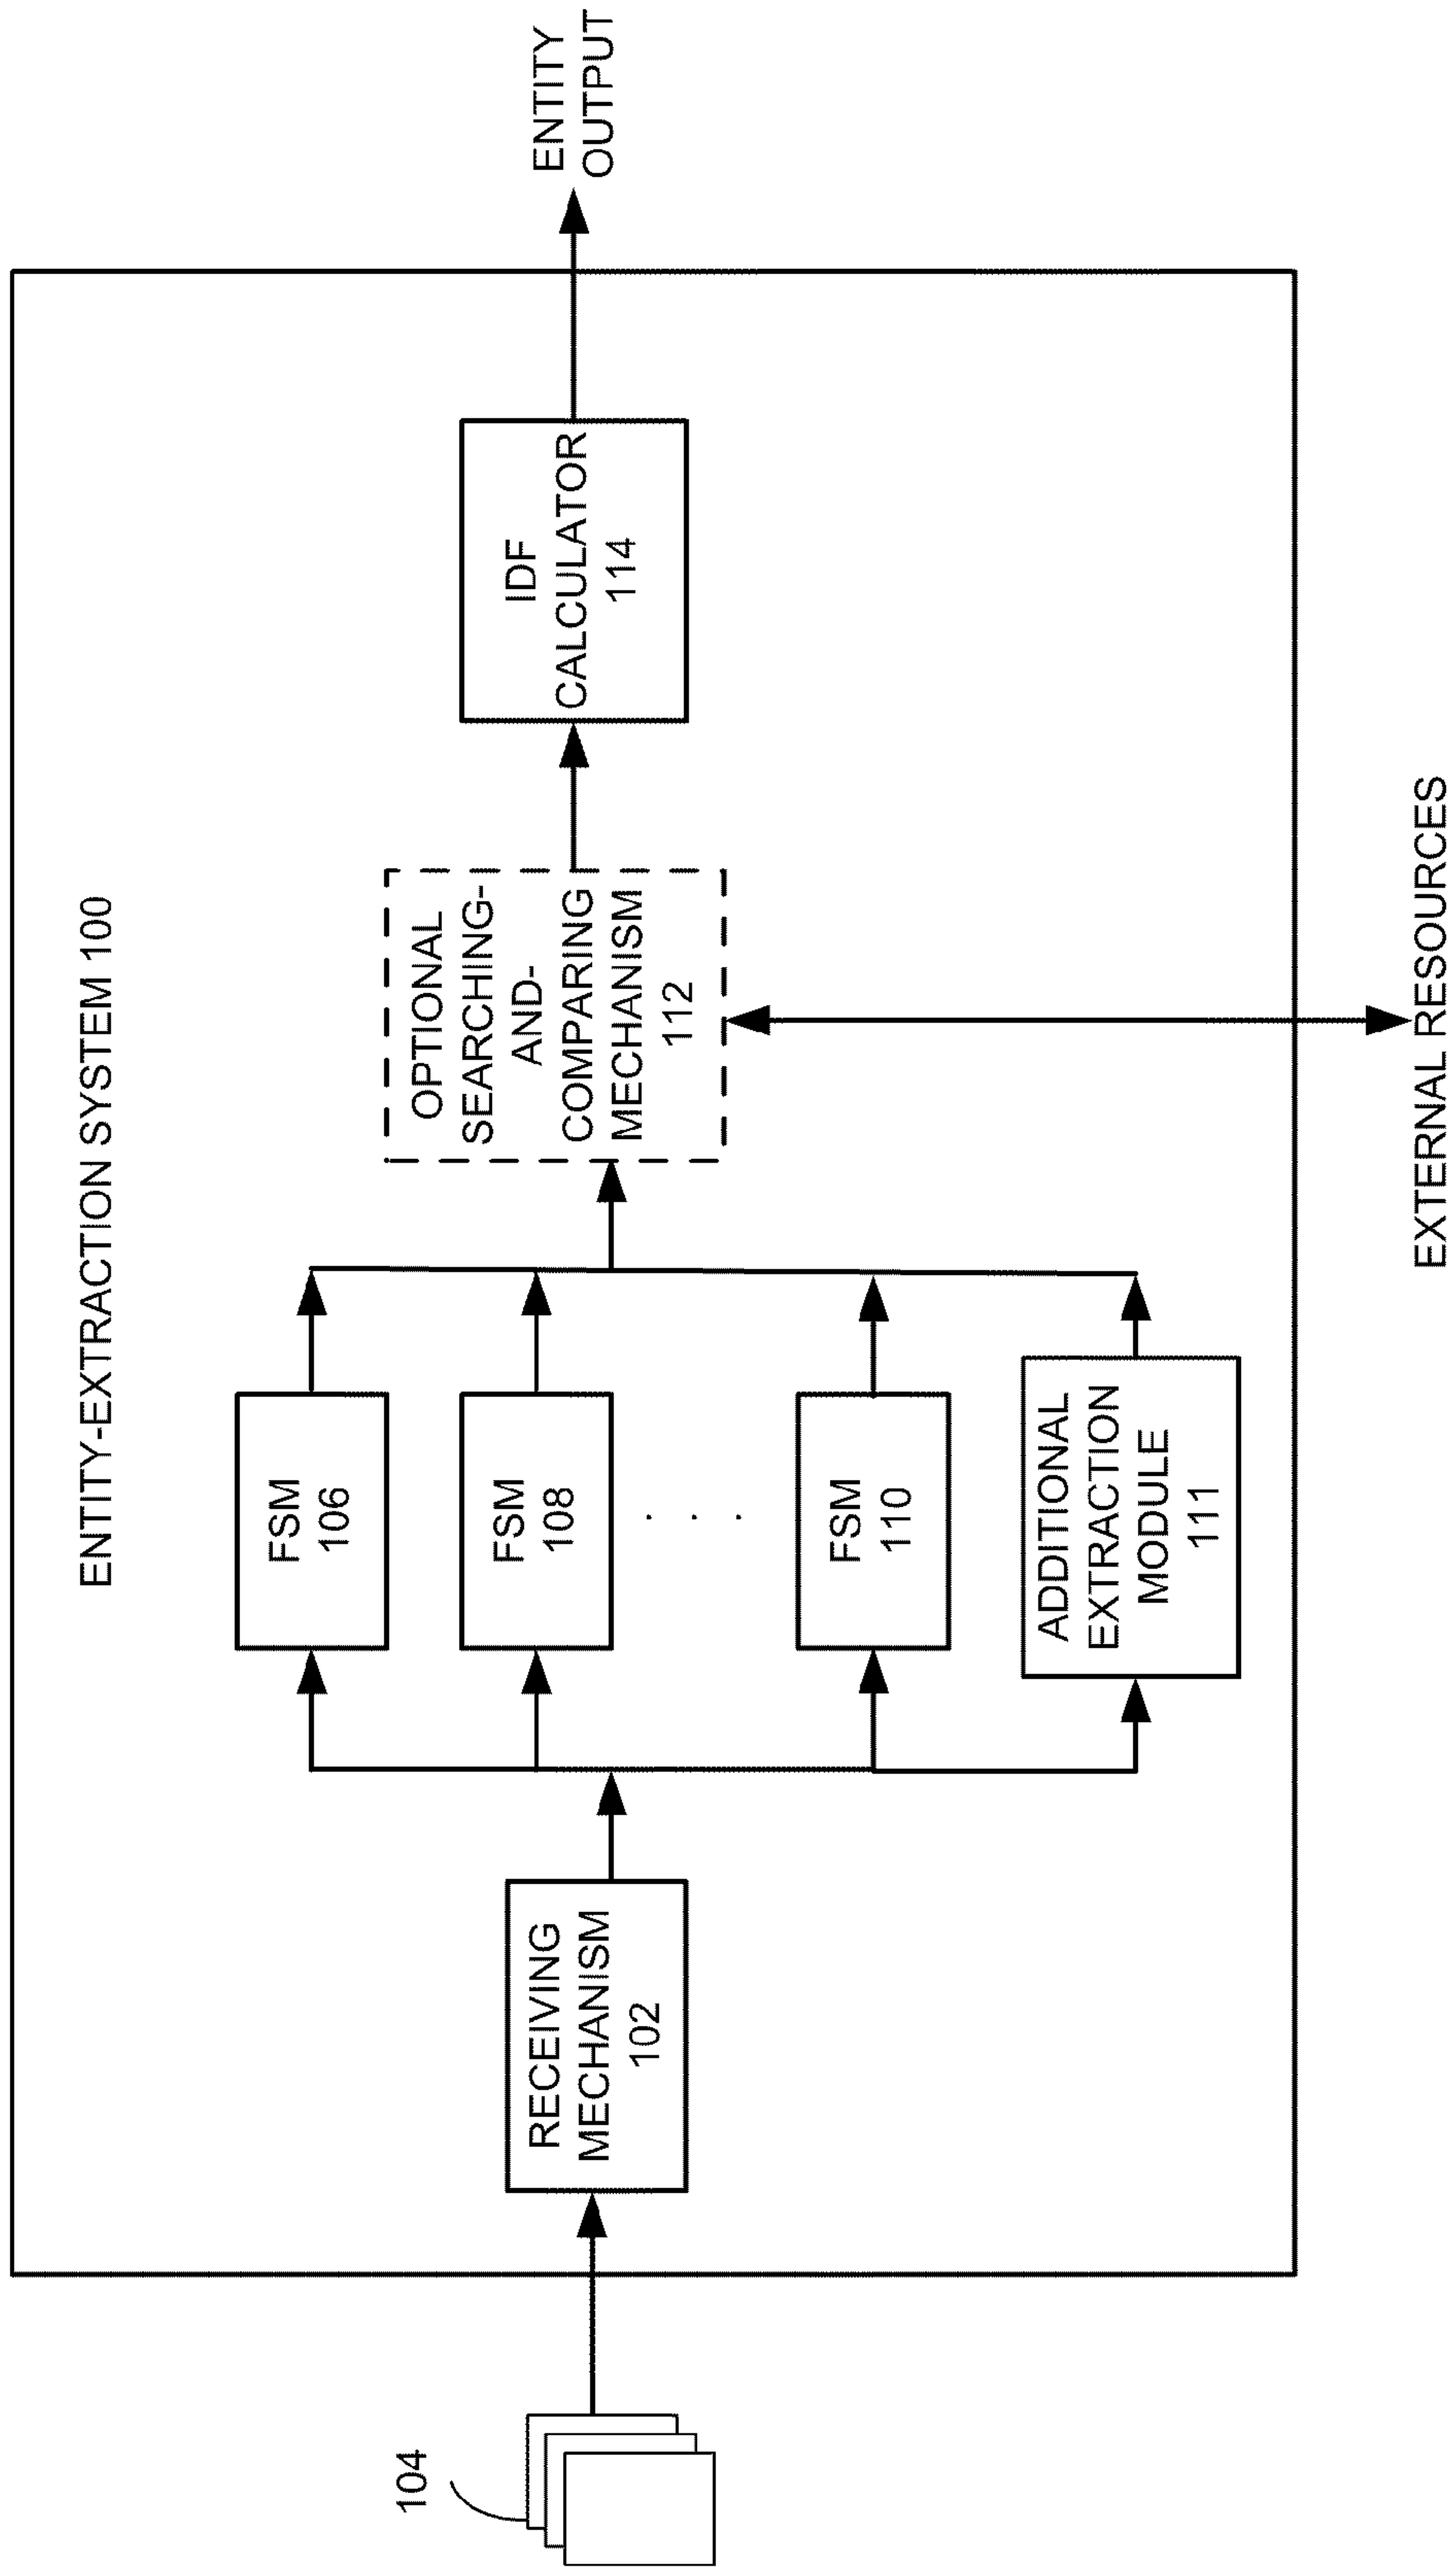 ENTITY-EXTRACTION SYSTEM 100
104
RECEIVING
MECHANISM
102
FSM
106
FSM
108
. . .
FSM
110
ADDITIONAL
EXTRACTION
MODULE
111
OPTIONAL
SEARCHING-
AND-
COMPARING
MECHANISM
112
IDF
CALCULATOR
114
ENTITY
OUTPUT
EXTERNAL RESOURCES